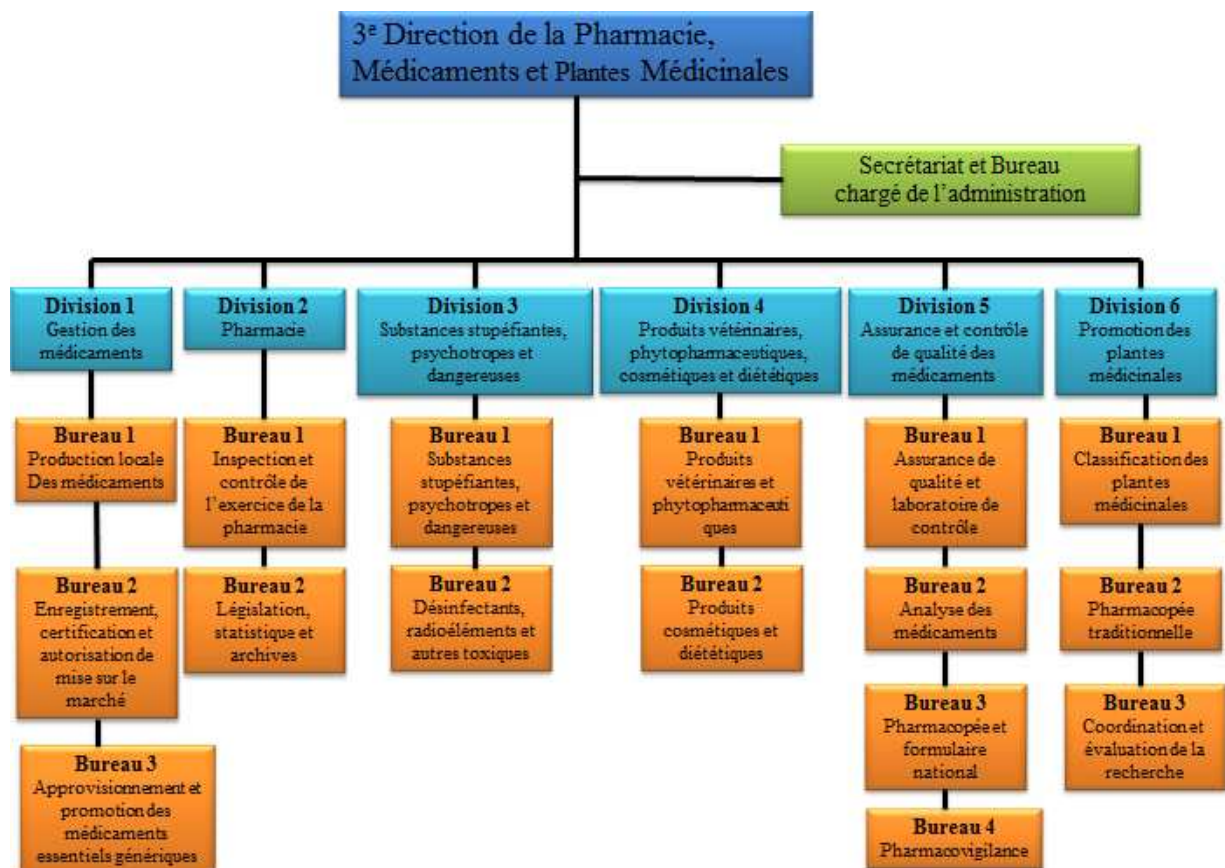 3e Direction de la Pharmacie,
Médicaments et Plantes Médicinales
Secrétariat et Bureau
chargé de l’administration
Division 1
Gestion des
médicaments
Division 2
Pharmacie
Division 3
Substances stupéfiantes,
psychotropes et
dangereuses
Division 4
Produits vétérinaires,
phytopharmaceutiques,
cosmétiques et diététiques
Division 5
Assurance et contrôle
de qualité des
médicaments
Division 6
Promotion des
plantes
médicinales
Bureau 1
Production locale
Des médicaments
Bureau 1
Inspection et
contrôle de
l’exercice de la
pharmacie
Bureau 1
Substances
stupéfiantes,
psychotropes et
dangereuses
Bureau 1
Produits
vétérinaires et
phytopharmaceuti
ques
Bureau 1
Assurance de
qualité et
laboratoire de
contrôle
Bureau 1
Classification des
plantes
médicinales
Bureau 2
Enregistrement,
certification et
autorisation de
mise sur le
marché
Bureau 2
Législation,
statistique et
archives
Bureau 2
Désinfectants,
radioéléments et
autres toxiques
Bureau 2
Produits
cosmétiques et
diététiques
Bureau 2
Analyse des
médicaments
Bureau 2
Pharmacopée
traditionnelle
Bureau 3
Approvisionnement et
promotion des
médicaments
essentiels génériques
Bureau 3
Pharmacopée et
formulaire
national
Bureau 3
Coordination et
évaluation de la
recherche
Bureau 4
Pharmacovigilance